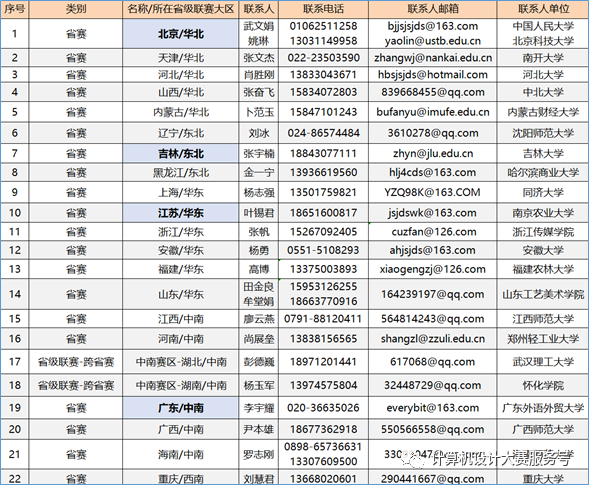 序号 类别 名称/所在省级联赛大区 联系人 联系电话 联系人邮箱 联系人单位
1 省赛 北京/华北 武文娟 01062511258 bjjsjsjds@163.com 中国人民大学
姚琳 13031149958 yaolin@ustb.edu.cn 北京科技大学
2 省赛 天津/华北 张文杰 022-23503590 zhangwj@nankai.edu.cn 南开大学
3 省赛 河北/华北 肖胜刚 13833043671 hbsjsjds@hotmail.com 河北大学
4 省赛 山西/华北 张奋飞 15834072803 839668455@qq.com 中北大学
5 省赛 内蒙古/华北 卜范玉 15847101243 bufanyu@imufe.edu.cn 内蒙古财经大学
6 省赛 辽宁/东北 刘冰 024-86574484 3610278@qq.com 沈阳师范大学
7 省赛 吉林/东北 张宇楠 18843077111 zhyn@jlu.edu.cn 吉林大学
8 省赛 黑龙江/东北 金一宁 13936619560 hlj4cds@163.com 哈尔滨商业大学
9 省赛 上海/华东 杨志强 13501759821 YZQ98K@163.COM 同济大学
10 省赛 江苏/华东 叶锡君 18651600817 jsjdswk@163.com 南京农业大学
11 省赛 浙江/华东 张帆 15267092405 cuzfan@126.com 浙江传媒学院
12 省赛 安徽/华东 杨勇 0551-5108293 ahjsjds@163.com 安徽大学
13 省赛 福建/华东 高博 13375003893 xiaogengzj@126.com 福建农林大学
14 省赛 山东/华东 田金良 15953126255 164239197@qq.com 山东工艺美术学院
牟堂娟 18663770916
15 省赛 江西/中南 廖云燕 0791-88120411 564814243@qq.com 江西师范大学
16 省赛 河南/中南 尚展垒 13838156565 shangzl@zzuli.edu.cn 郑州轻工业大学
17 省级联赛-跨省赛 中南赛区-湖北/中南 彭德巍 18971201441 617068@qq.com 武汉理工大学
18 省级联赛-跨省赛 中南赛区-湖南/中南 杨玉军 13974575804 32448729@qq.com 怀化学院
19 省赛 广东/中南 李宇耀 020-36635026 everybit@163.com 广东外语外贸大学
20 省赛 广西/中南 尹本雄 18677362918 550566558@qq.com 广西师范大学
21 省赛 海南/中南 罗志刚 0898-65736631
13307609500
计算机设计大赛服务号
22 省赛 重庆/西南 刘慧君 13668020601 290441667@qq.com 重庆大学